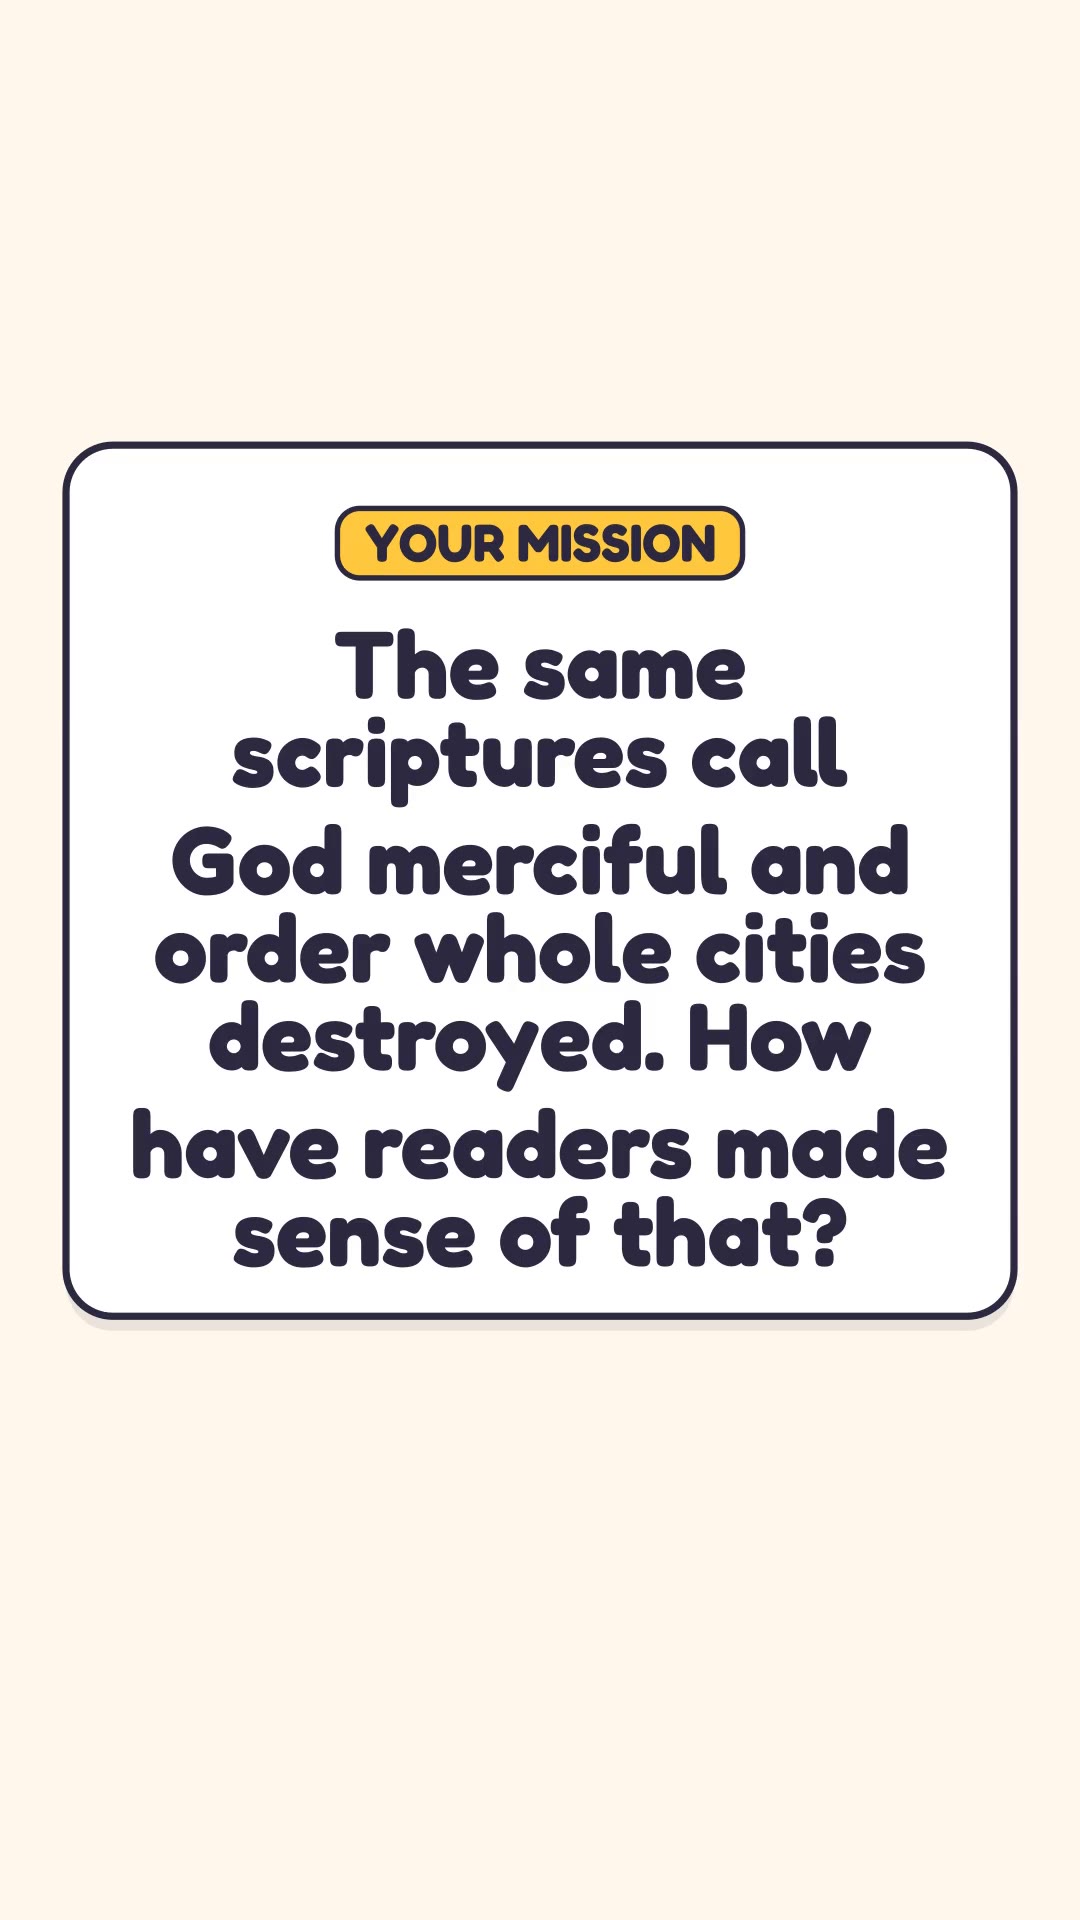 YOUR MISSION
The same
scriptures call
God merciful and
order whole cities
destroyed. How
have readers made
sense of that?